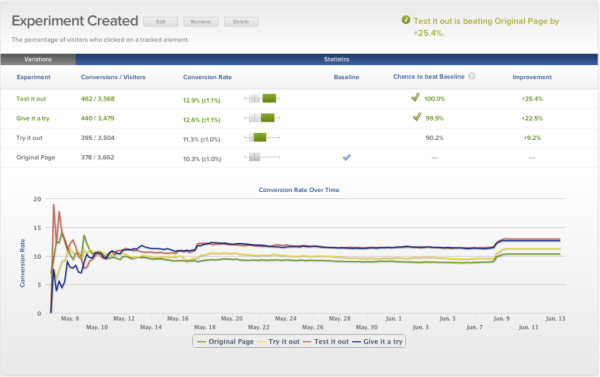 Experiment Created Edit Rename Delete
Test it out is beating Original Page by
+25.4%.
The percentage of visitors who clicked on a tracked element.
Variations Statistics
Experiment Conversions / Visitors Conversion Rate Baseline Chance to beat Baseline ? Improvement
Test it out 462 / 3,568 12.9% (±1.1%) 100.0% +25.4%
Give it a try 440 / 3,479 12.6% (±1.1%) 99.9% +22.5%
Try it out 395 / 3,504 11.3% (±1.0%) 90.2% +9.2%
Original Page 378 / 3,662 10.3% (±1.0%) — —
Conversion Rate Over Time
Conversion Rate
20
15
10
5
0
May. 8 May. 12 May. 16 May. 20 May. 24 May. 28 Jun. 1 Jun. 5 Jun. 9 Jun. 13
May. 10 May. 14 May. 18 May. 22 May. 26 May. 30 Jun. 3 Jun. 7 Jun. 11
Original Page Try it out Test it out Give it a try